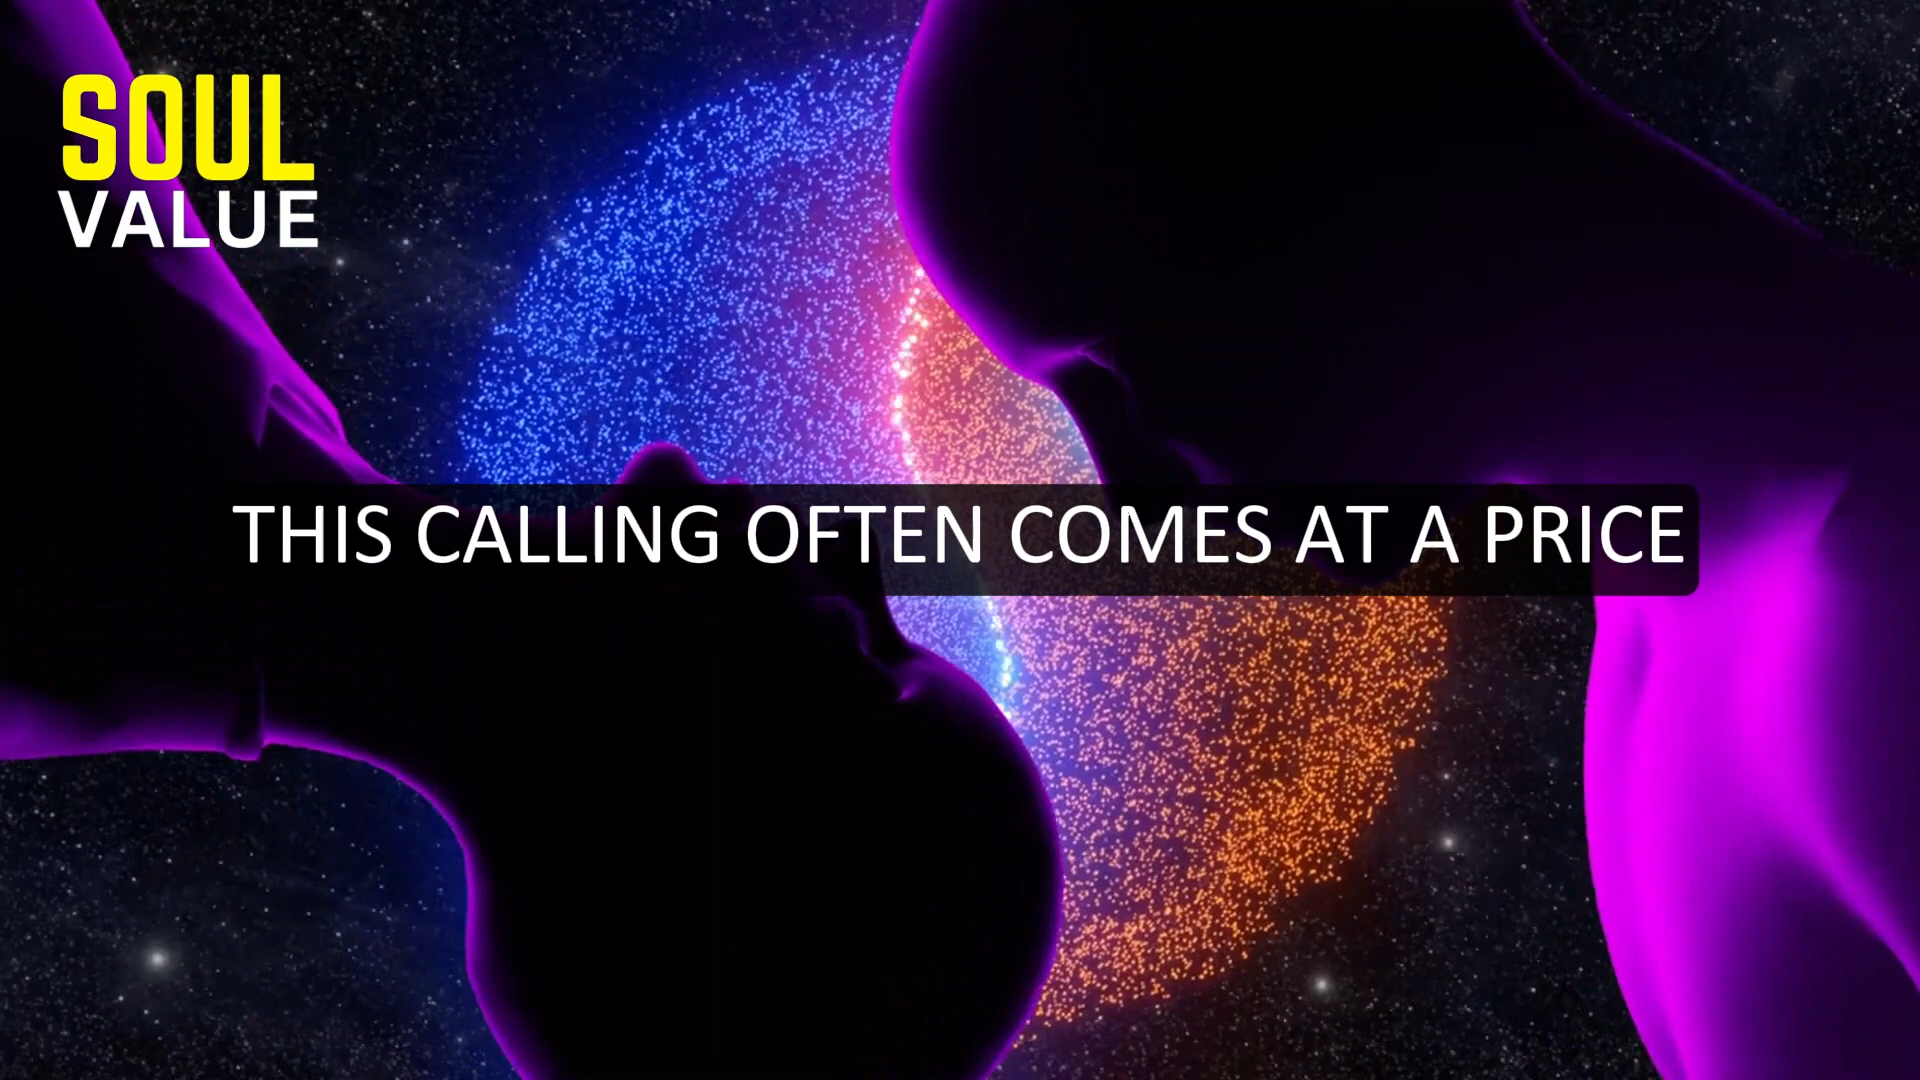 SOUL
VALUE
THIS CALLING OFTEN COMES AT A PRICE